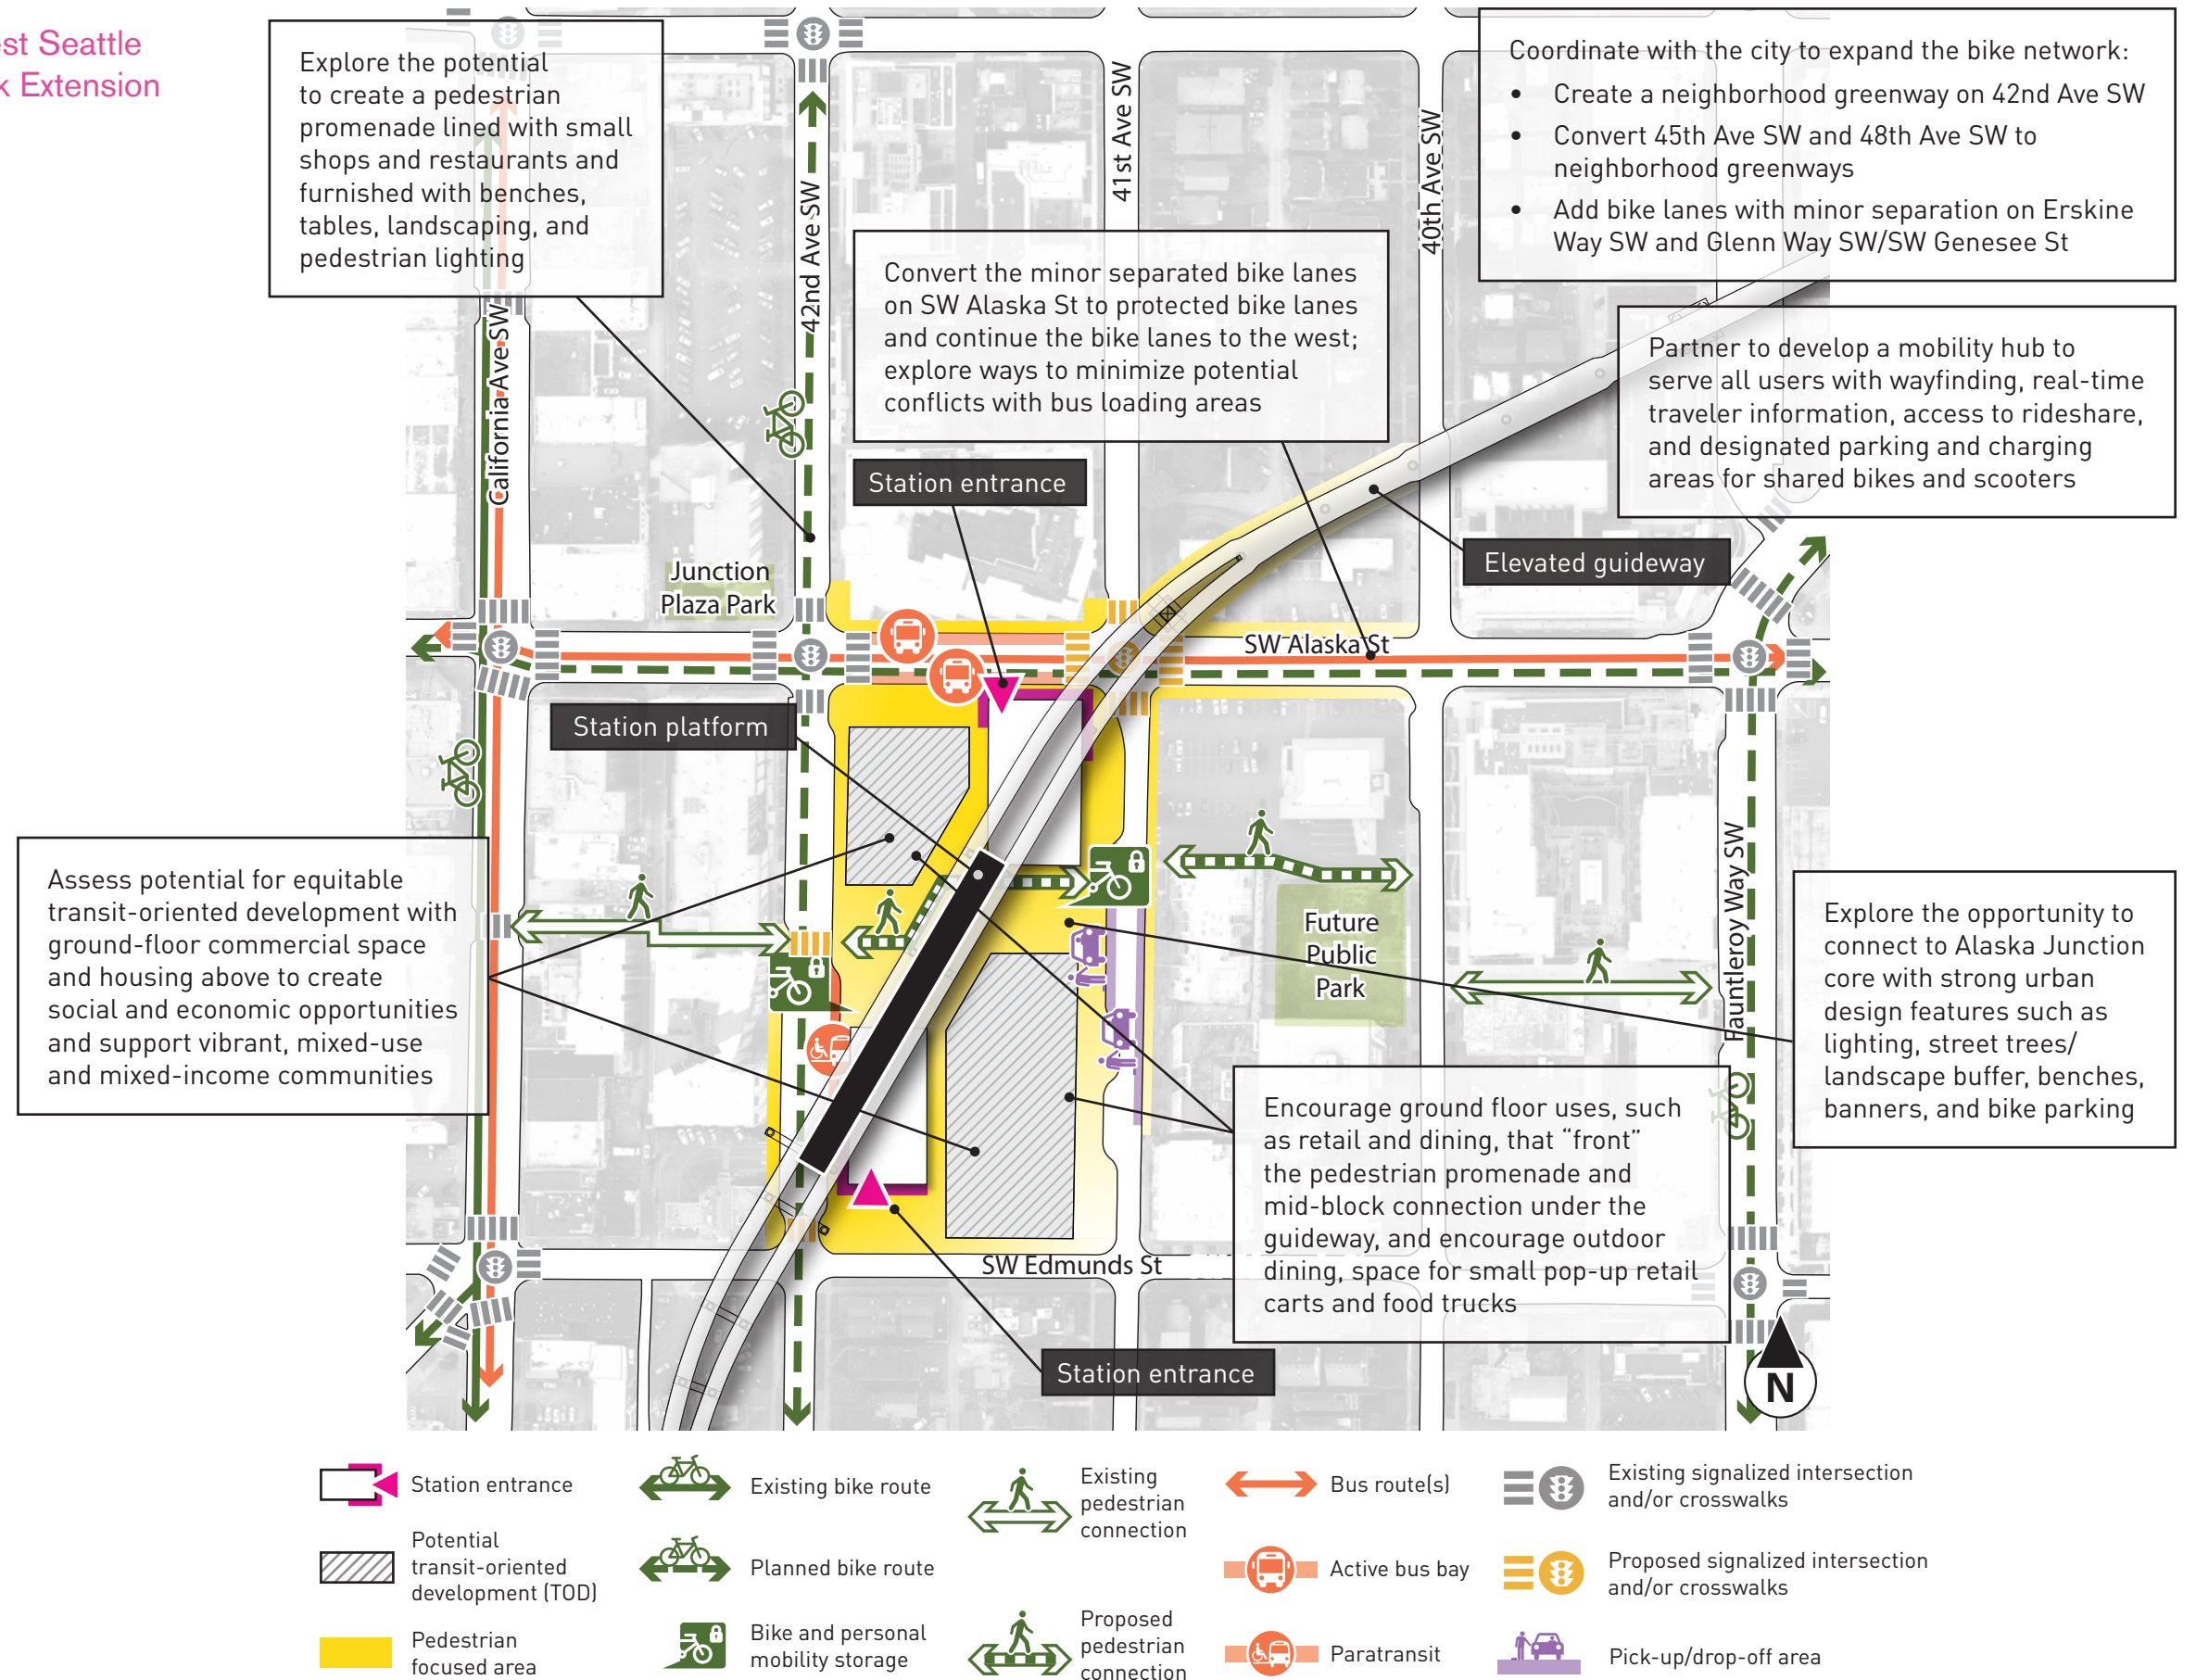 st Seattle
k Extension
Explore the potential
to create a pedestrian
promenade lined with small
shops and restaurants and
furnished with benches,
tables, landscaping, and
pedestrian lighting
Coordinate with the city to expand the bike network:
• Create a neighborhood greenway on 42nd Ave SW
• Convert 45th Ave SW and 48th Ave SW to
neighborhood greenways
• Add bike lanes with minor separation on Erskine
Way SW and Glenn Way SW/SW Genesee St
41st Ave SW
40th Ave SW
42nd Ave SW
California Ave SW
Convert the minor separated bike lanes
on SW Alaska St to protected bike lanes
and continue the bike lanes to the west;
explore ways to minimize potential
conflicts with bus loading areas
Partner to develop a mobility hub to
serve all users with wayfinding, real-time
traveler information, access to rideshare,
and designated parking and charging
areas for shared bikes and scooters
Station entrance
Elevated guideway
Junction
Plaza Park
SW Alaska St
Station platform
Assess potential for equitable
transit-oriented development with
ground-floor commercial space
and housing above to create
social and economic opportunities
and support vibrant, mixed-use
and mixed-income communities
Future
Public
Park
Fauntleroy Way SW
Explore the opportunity to
connect to Alaska Junction
core with strong urban
design features such as
lighting, street trees/
landscape buffer, benches,
banners, and bike parking
Encourage ground floor uses, such
as retail and dining, that “front”
the pedestrian promenade and
mid-block connection under the
guideway, and encourage outdoor
dining, space for small pop-up retail
carts and food trucks
SW Edmunds St
Station entrance
N
Station entrance
Potential
transit-oriented
development (TOD)
Pedestrian
focused area
Existing bike route
Planned bike route
Bike and personal
mobility storage
Existing
pedestrian
connection
Proposed
pedestrian
connection
Bus route(s)
Active bus bay
Paratransit
Existing signalized intersection
and/or crosswalks
Proposed signalized intersection
and/or crosswalks
Pick-up/drop-off area